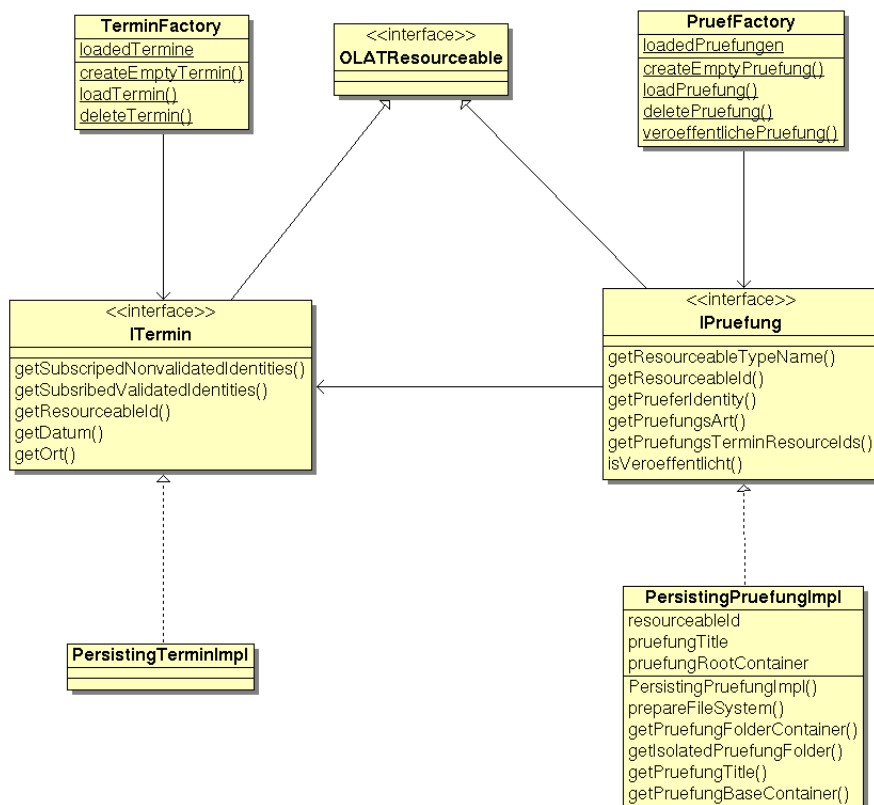 TerminFactory
loadedTermine
createEmptyTermin()
loadTermin()
deleteTermin()
<<interface>>
OLATResourceable
PruefFactory
loadedPruefungen
createEmptyPruefung()
loadPruefung()
deletePruefung()
veroeffentlichePruefung()
<<interface>>
ITermin
getSubscripedNonvalidatedIdentities()
getSubsribedValidatedIdentities()
getResourceableId()
getDatum()
getOrt()
<<interface>>
IPruefung
getResourceableTypeName()
getResourceableId()
getPrueferIdentity()
getPruefungsArt()
getPruefungsTerminResourceIds()
isVeroeffentlicht()
PersistingTerminImpl
PersistingPruefungImpl
resourceableId
pruefungTitle
pruefungRootContainer
PersistingPruefungImpl()
prepareFileSystem()
getPruefungFolderContainer()
getIsolatedPruefungFolder()
getPruefungTitle()
getPruefungBaseContainer()